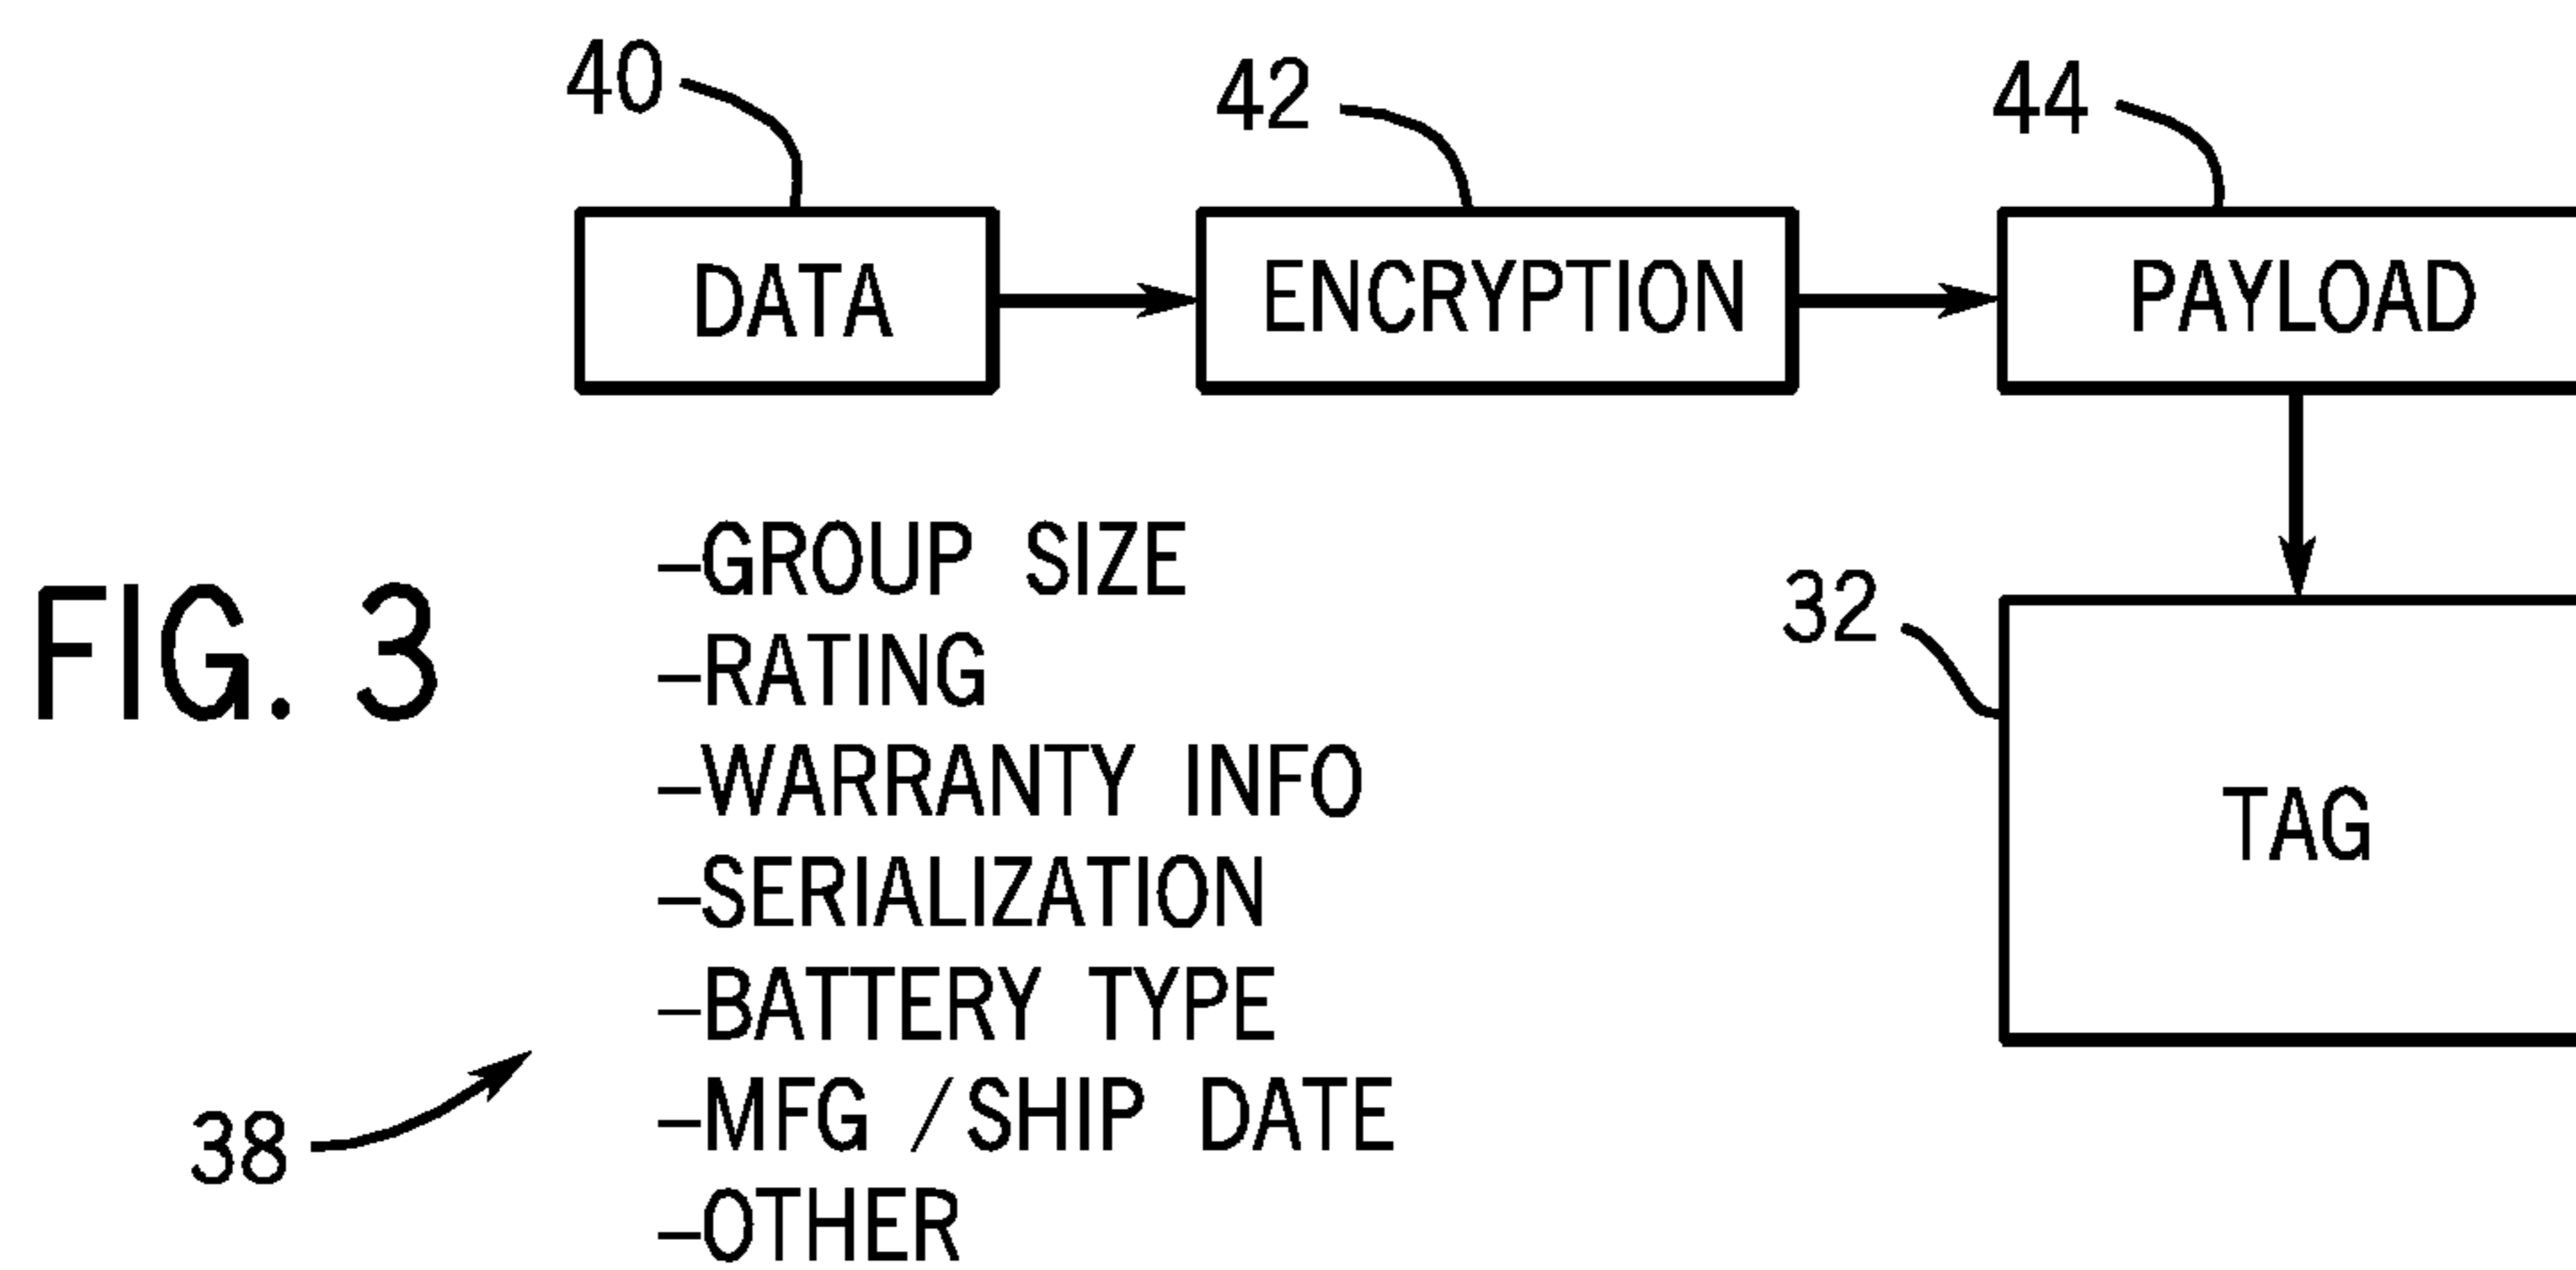 40
42
44
DATA
ENCRYPTION
PAYLOAD
FIG. 3
–GROUP SIZE
–RATING
–WARRANTY INFO
–SERIALIZATION
–BATTERY TYPE
–MFG /SHIP DATE
–OTHER
32
TAG
38